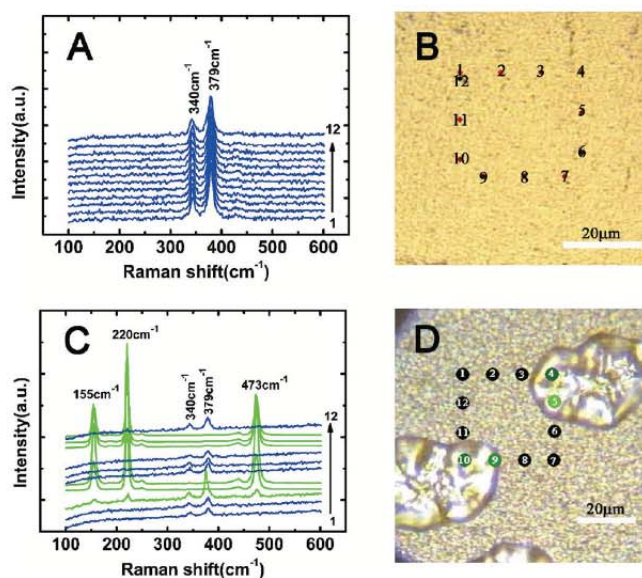 A
340cm⁻¹
379cm⁻¹
12
1
Intensity(a.u.)
100 200 300 400 500 600
Raman shift(cm⁻¹)
B
1 2 3 4
12
5
11
6
10
9 8 7
20μm
C
220cm⁻¹
155cm⁻¹
340cm⁻¹
379cm⁻¹
473cm⁻¹
12
1
Intensity(a.u.)
100 200 300 400 500 600
Raman shift(cm⁻¹)
D
1 2 3 4
12 5
11 6
10 9 8 7
20μm